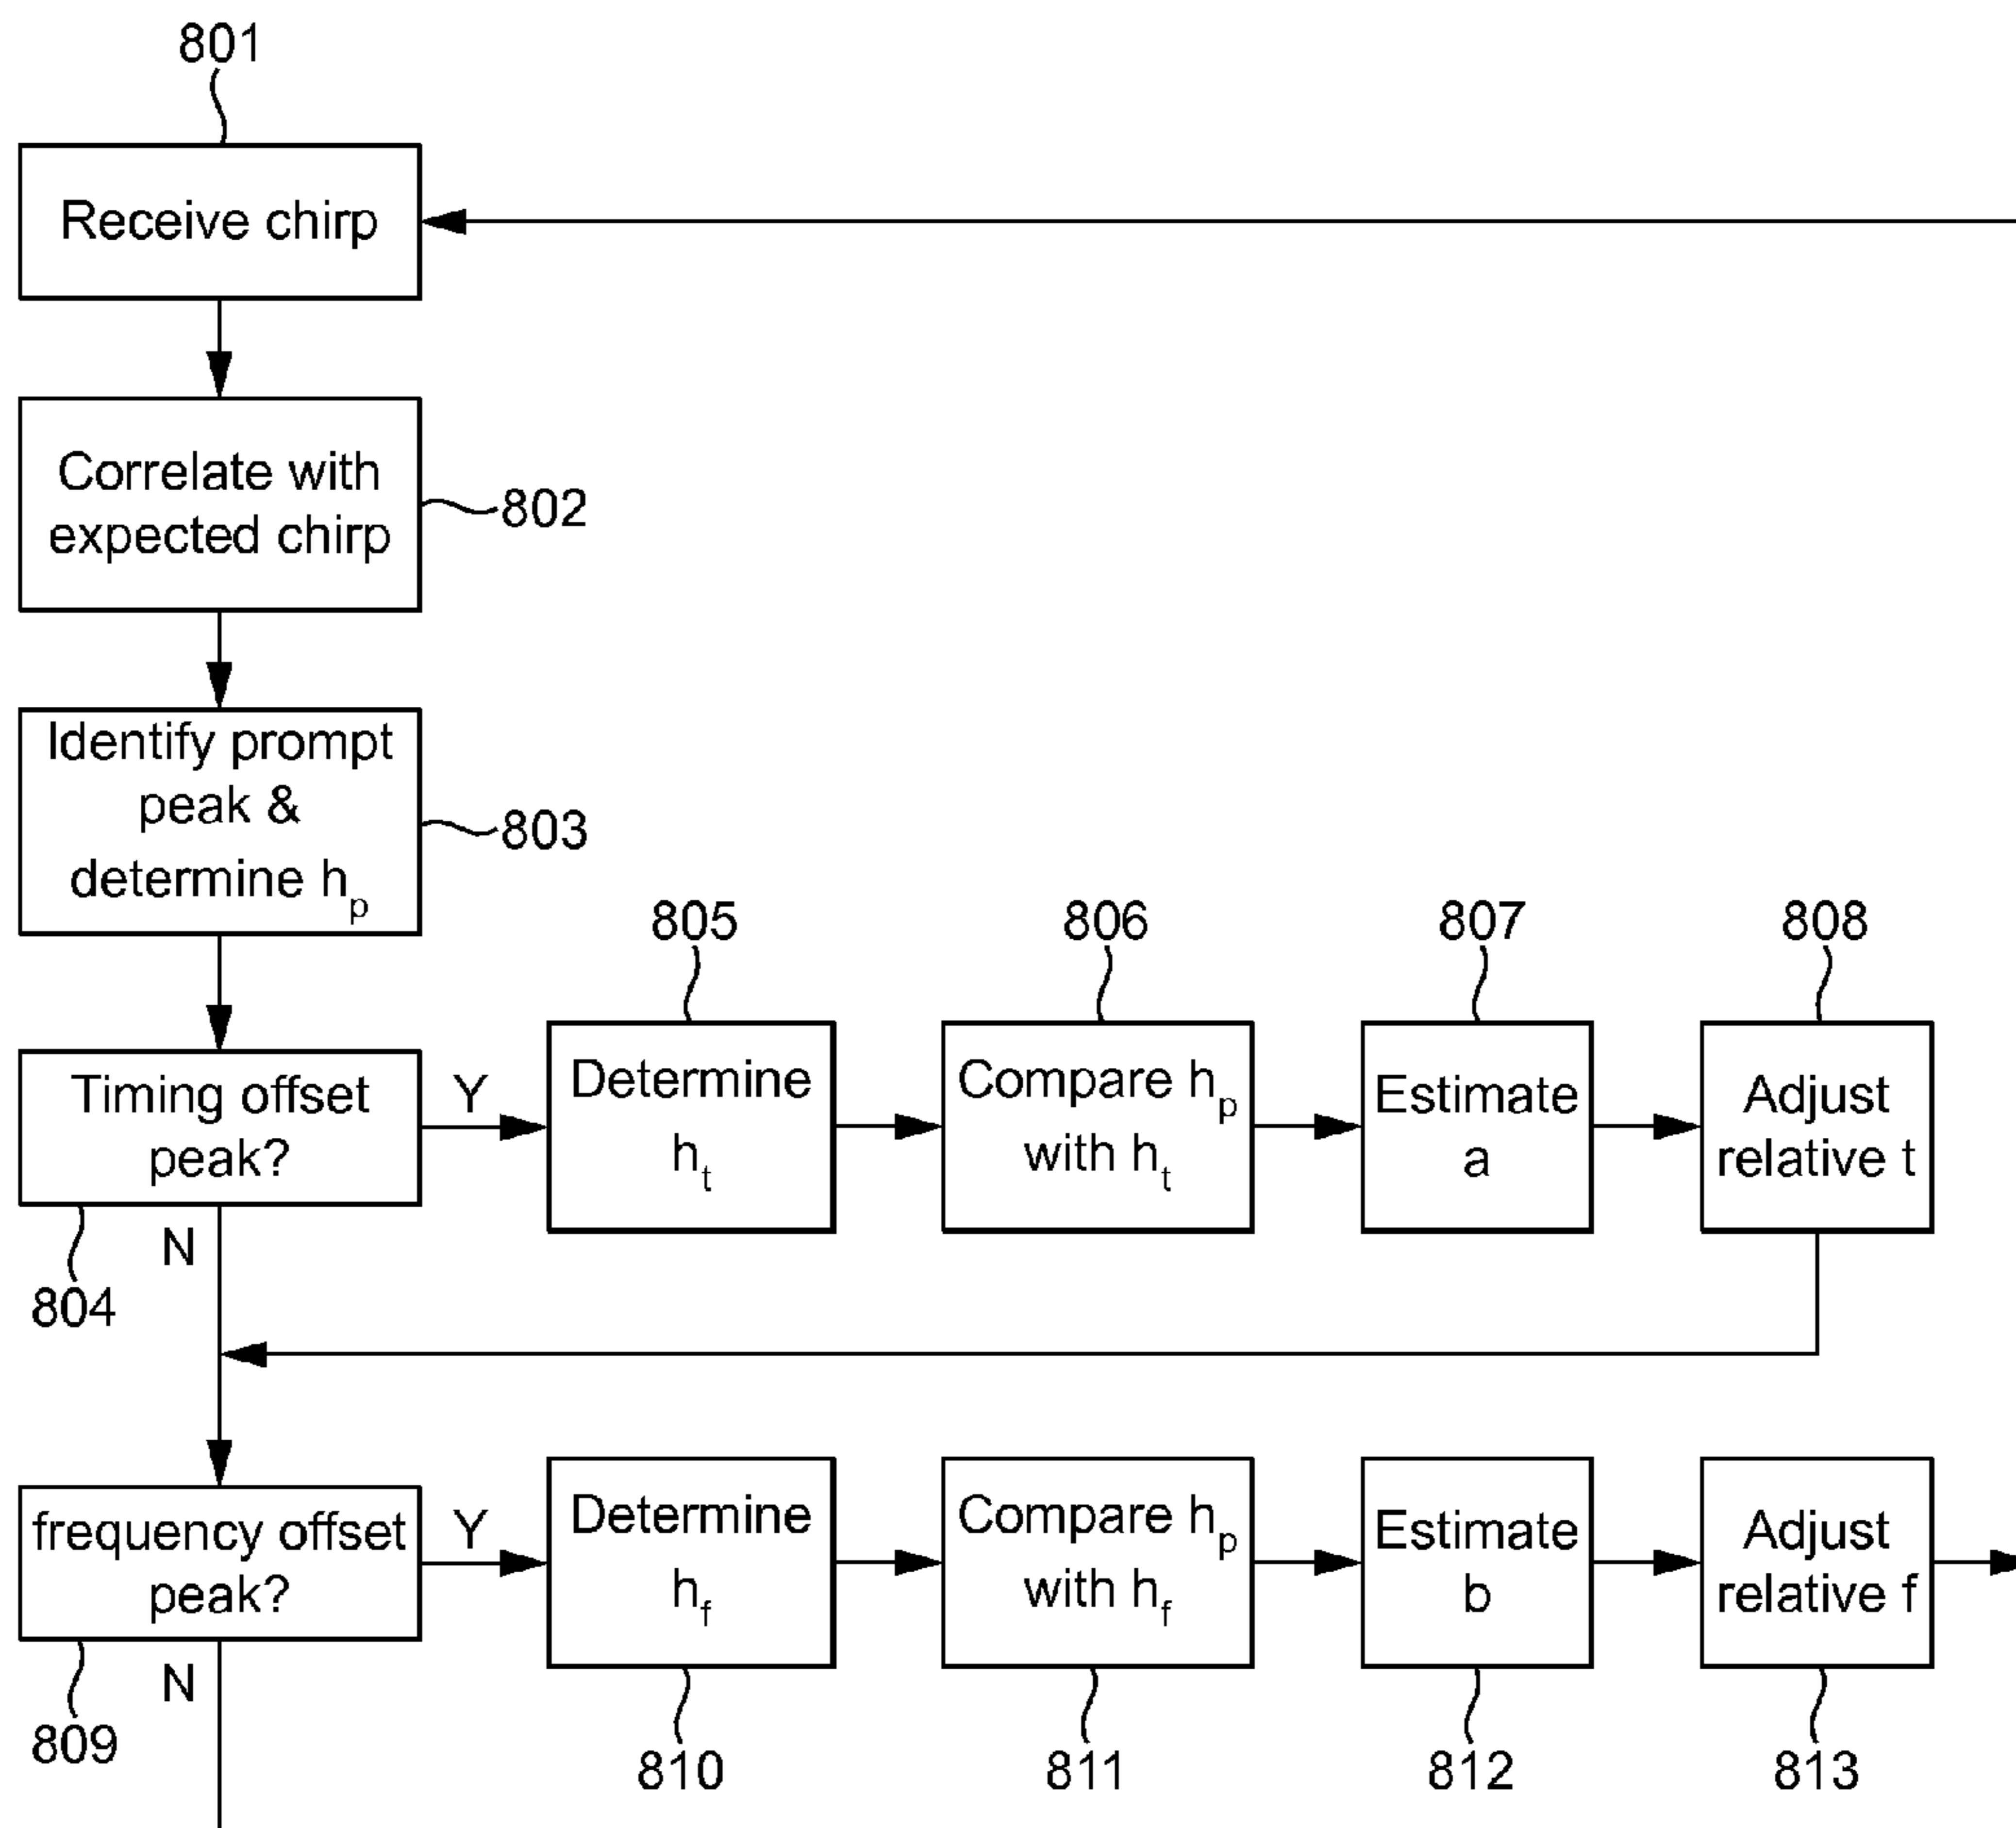 801
Receive chirp
Correlate with
expected chirp
802
Identify prompt
peak &
determine hp
803
805
806
807
808
Timing offset
peak?
Y
Determine
ht
Compare hp
with ht
Estimate
a
Adjust
relative t
N
804
frequency offset
peak?
Y
Determine
hf
Compare hp
with hf
Estimate
b
Adjust
relative f
N
809
810
811
812
813